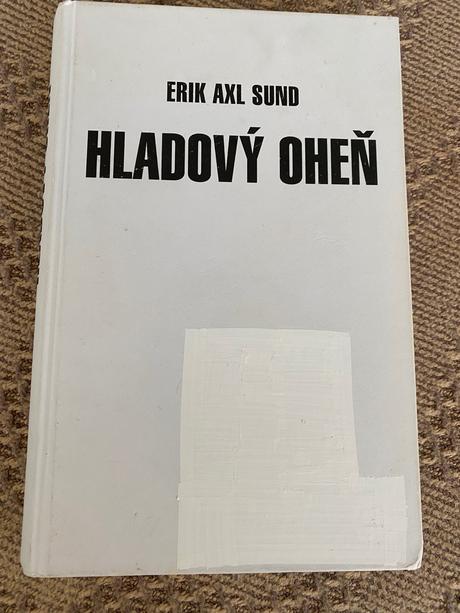 ERIK AXL SUND
HLADOVÝ OHEŇ